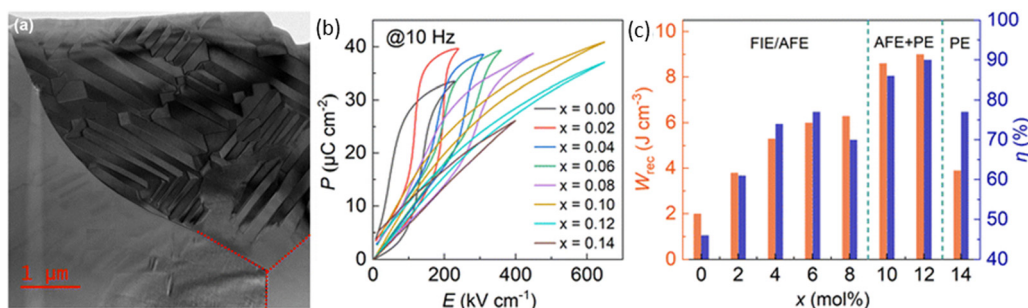 (a)
1 μm
(b)
@10 Hz
P (μC cm-2)
40
30
20
10
0
x = 0.00
x = 0.02
x = 0.04
x = 0.06
x = 0.08
x = 0.10
x = 0.12
x = 0.14
0 200 400 600
E (kV cm-1)
(c)
FIE/AFE
AFE+PE
PE
Wrec (J cm-3)
10
8
6
4
2
0
0 2 4 6 8 10 12 14
x (mol%)
100
90
80
70
60
50
40
η (%)